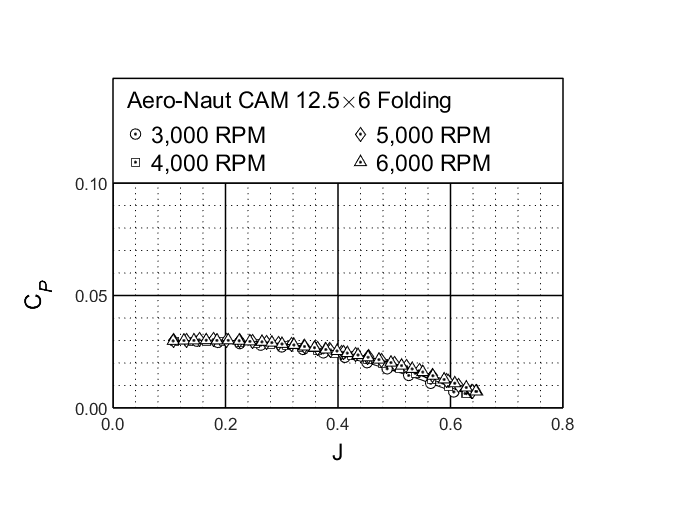 Aero-Naut CAM 12.5×6 Folding
3,000 RPM 5,000 RPM
4,000 RPM 6,000 RPM
0.10
0.05
0.00
C_P
0.0 0.2 0.4 0.6 0.8
J